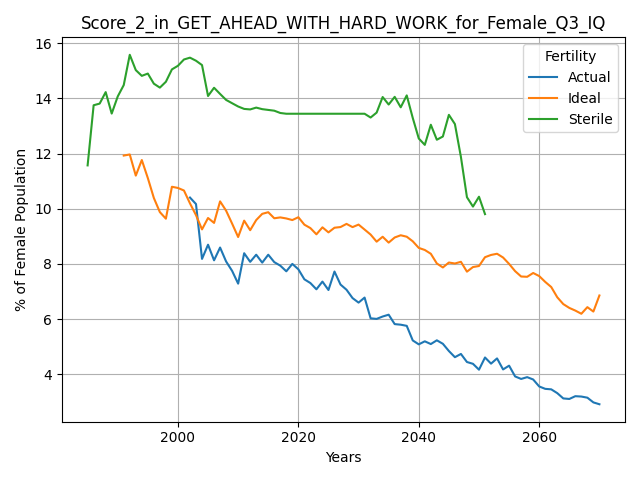 Score_2_in_GET_AHEAD_WITH_HARD_WORK_for_Female_Q3_IQ
Fertility
Actual
Ideal
Sterile
% of Female Population
16
14
12
10
8
6
4
2000
2020
2040
2060
Years